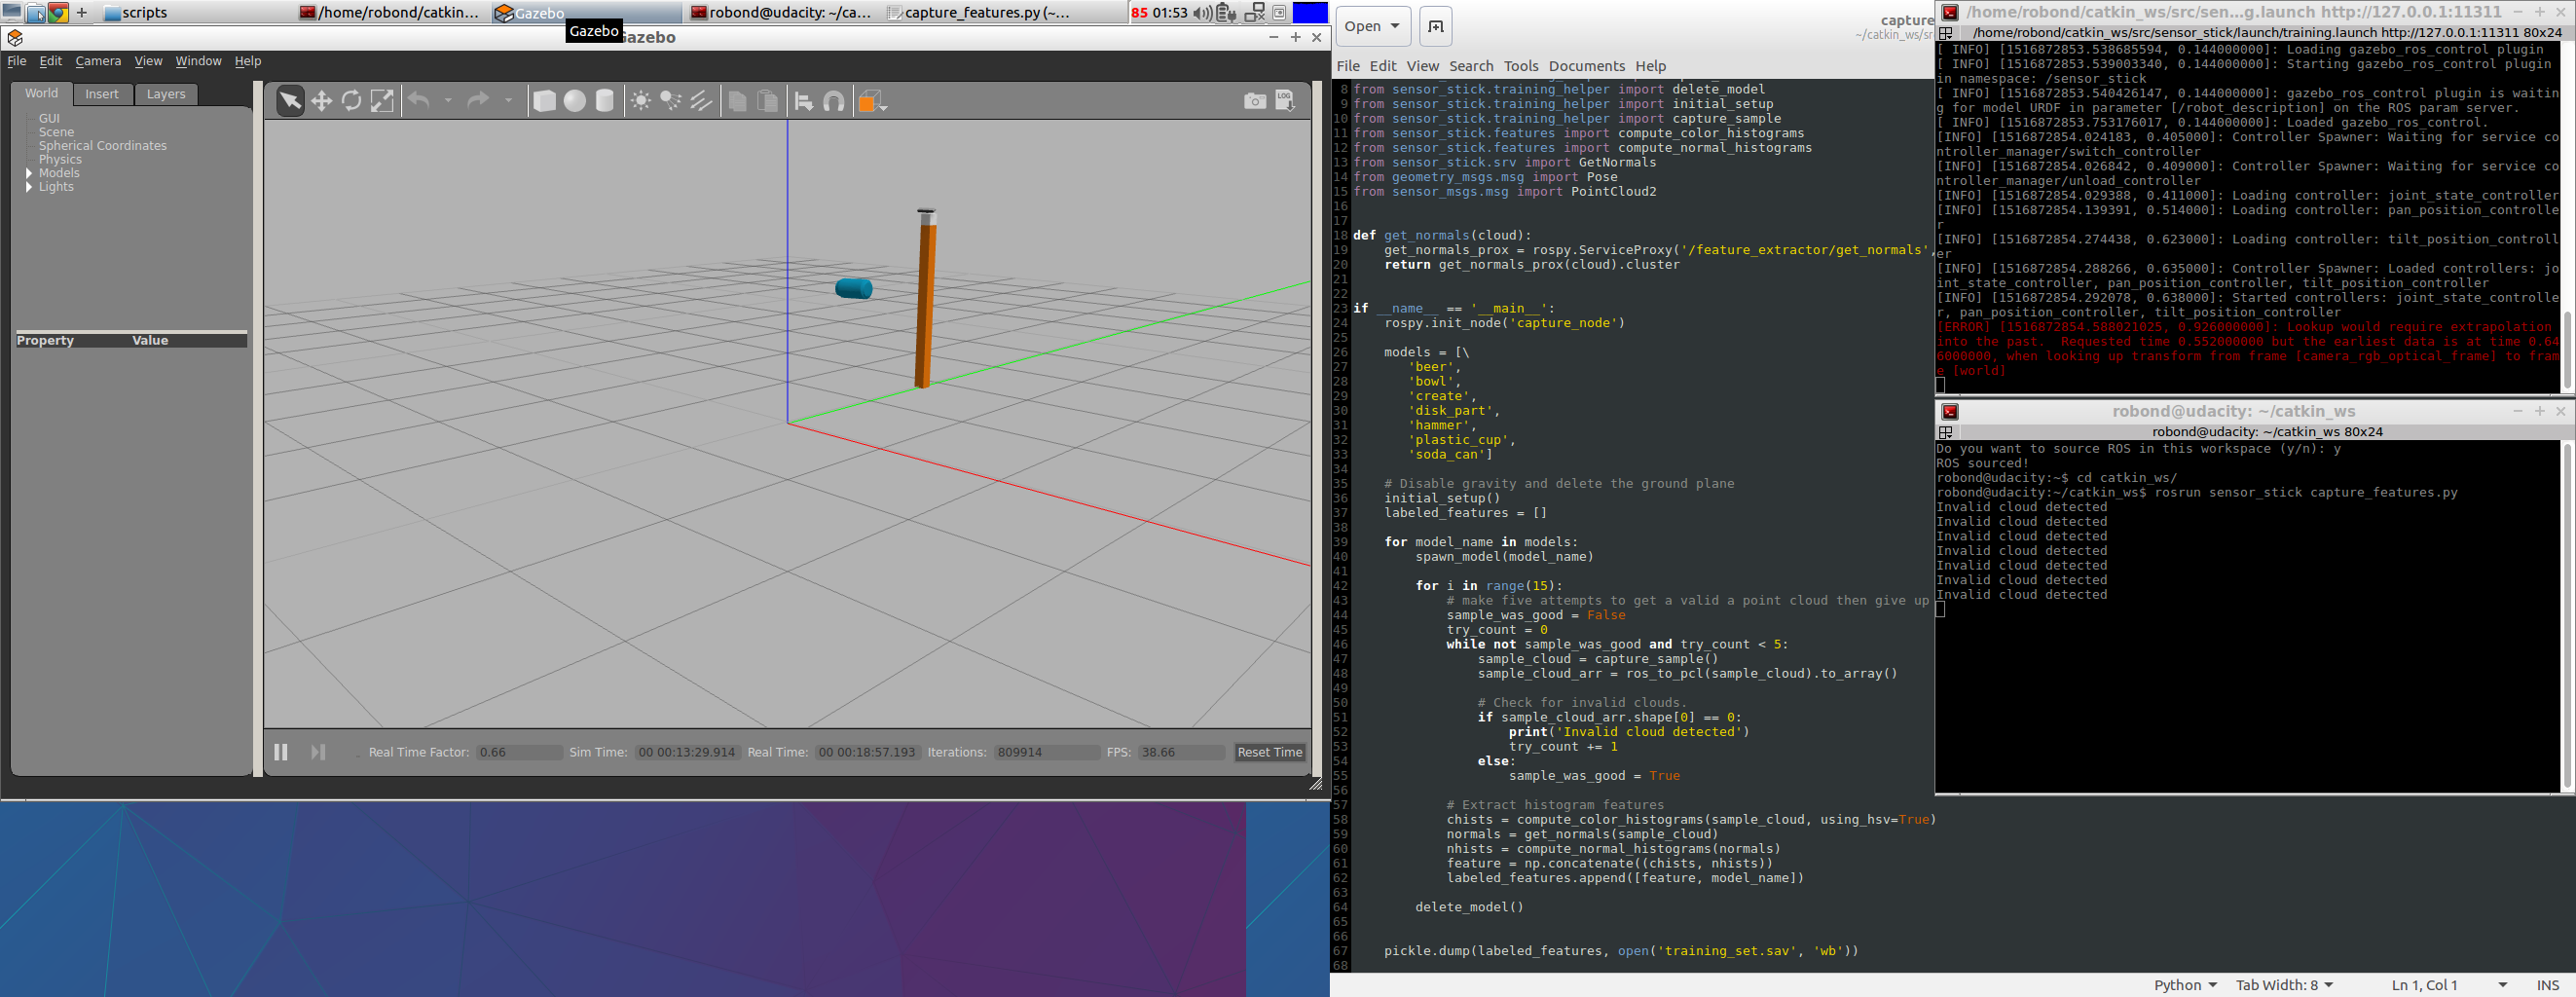 scripts
/home/robond/catkin...
Gazebo
robond@udacity: ~/ca...
capture_features.py (~...
85 01:53
Gazebo
Gazebo
File Edit Camera View Window Help
World Insert Layers
GUI
Scene
Spherical Coordinates
Physics
Models
Lights
Property Value
LOG
Real Time Factor: 0.66 Sim Time: 00 00:13:29.914 Real Time: 00 00:18:57.193 Iterations: 809914 FPS: 38.66 Reset Time
Open
capture
~/catkin_ws/sr
File Edit View Search Tools Documents Help
8 from sensor_stick.training_helper import delete_model
9 from sensor_stick.training_helper import initial_setup
10 from sensor_stick.training_helper import capture_sample
11 from sensor_stick.features import compute_color_histograms
12 from sensor_stick.features import compute_normal_histograms
13 from sensor_stick.srv import GetNormals
14 from geometry_msgs.msg import Pose
15 from sensor_msgs.msg import PointCloud2
16
17
18 def get_normals(cloud):
19 get_normals_prox = rospy.ServiceProxy('/feature_extractor/get_normals',
20 return get_normals_prox(cloud).cluster
21
22
23 if __name__ == '__main__':
24 rospy.init_node('capture_node')
25
26 models = [\
27 'beer',
28 'bowl',
29 'create',
30 'disk_part',
31 'hammer',
32 'plastic_cup',
33 'soda_can']
34
35 # Disable gravity and delete the ground plane
36 initial_setup()
37 labeled_features = []
38
39 for model_name in models:
40 spawn_model(model_name)
41
42 for i in range(15):
43 # make five attempts to get a valid a point cloud then give up
44 sample_was_good = False
45 try_count = 0
46 while not sample_was_good and try_count < 5:
47 sample_cloud = capture_sample()
48 sample_cloud_arr = ros_to_pcl(sample_cloud).to_array()
49
50 # Check for invalid clouds.
51 if sample_cloud_arr.shape[0] == 0:
52 print('Invalid cloud detected')
53 try_count += 1
54 else:
55 sample_was_good = True
56
57 # Extract histogram features
58 chists = compute_color_histograms(sample_cloud, using_hsv=True)
59 normals = get_normals(sample_cloud)
60 nhists = compute_normal_histograms(normals)
61 feature = np.concatenate((chists, nhists))
62 labeled_features.append([feature, model_name])
63
64 delete_model()
65
66
67 pickle.dump(labeled_features, open('training_set.sav', 'wb'))
68
Python Tab Width: 8 Ln 1, Col 1 INS
/home/robond/catkin_ws/src/sen...g.launch http://127.0.0.1:11311
/home/robond/catkin_ws/src/sensor_stick/launch/training.launch http://127.0.0.1:11311 80x24
[ INFO] [1516872853.538685594, 0.144000000]: Loading gazebo_ros_control plugin
[ INFO] [1516872853.539003340, 0.144000000]: Starting gazebo_ros_control plugin
in namespace: /sensor_stick
[ INFO] [1516872853.540426147, 0.144000000]: gazebo_ros_control plugin is waitin
g for model URDF in parameter [/robot_description] on the ROS param server.
[ INFO] [1516872853.753176017, 0.144000000]: Loaded gazebo_ros_control.
[INFO] [1516872854.024183, 0.405000]: Controller Spawner: Waiting for service co
ntroller_manager/switch_controller
[INFO] [1516872854.026842, 0.409000]: Controller Spawner: Waiting for service co
ntroller_manager/unload_controller
[INFO] [1516872854.029388, 0.411000]: Loading controller: joint_state_controller
[INFO] [1516872854.139391, 0.514000]: Loading controller: pan_position_controlle
r
[INFO] [1516872854.274438, 0.623000]: Loading controller: tilt_position_controll
er
[INFO] [1516872854.288266, 0.635000]: Controller Spawner: Loaded controllers: jo
int_state_controller, pan_position_controller, tilt_position_controller
[INFO] [1516872854.292078, 0.638000]: Started controllers: joint_state_controlle
r, pan_position_controller, tilt_position_controller
[ERROR] [1516872854.588021025, 0.926000000]: Lookup would require extrapolation
into the past.  Requested time 0.552000000 but the earliest data is at time 0.64
6000000, when looking up transform from frame [camera_rgb_optical_frame] to fram
e [world]
robond@udacity: ~/catkin_ws
robond@udacity: ~/catkin_ws 80x24
Do you want to source ROS in this workspace (y/n): y
ROS sourced!
robond@udacity:~$ cd catkin_ws/
robond@udacity:~/catkin_ws$ rosrun sensor_stick capture_features.py
Invalid cloud detected
Invalid cloud detected
Invalid cloud detected
Invalid cloud detected
Invalid cloud detected
Invalid cloud detected
Invalid cloud detected